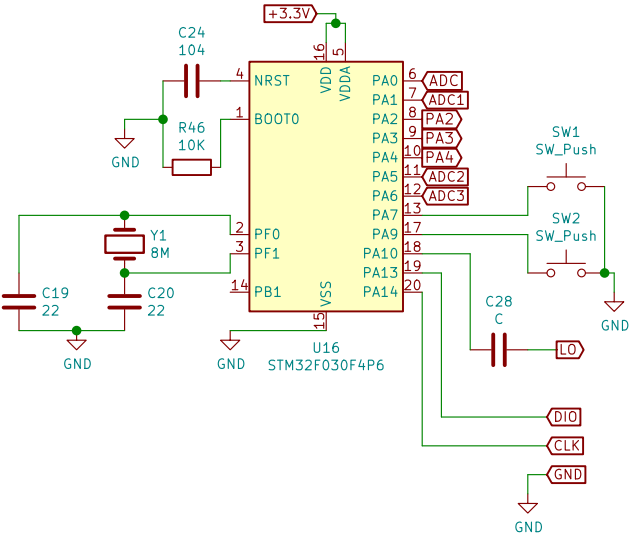 +3.3V
C24
104
16
5
VDD
VDDA
4
NRST
PA0
6
ADC
PA1
7
ADC1
1
BOOT0
PA2
8
PA2
R46
10K
PA3
9
PA3
GND
PA4
10
PA4
PA5
11
ADC2
PA6
12
ADC3
SW1
SW_Push
PA7
13
SW2
SW_Push
2
PF0
PA9
17
Y1
8M
3
PF1
PA10
18
PA13
19
14
PB1
PA14
20
C19
22
C20
22
VSS
15
C28
C
GND
GND
GND
LO
U16
STM32F030F4P6
DIO
CLK
GND
GND